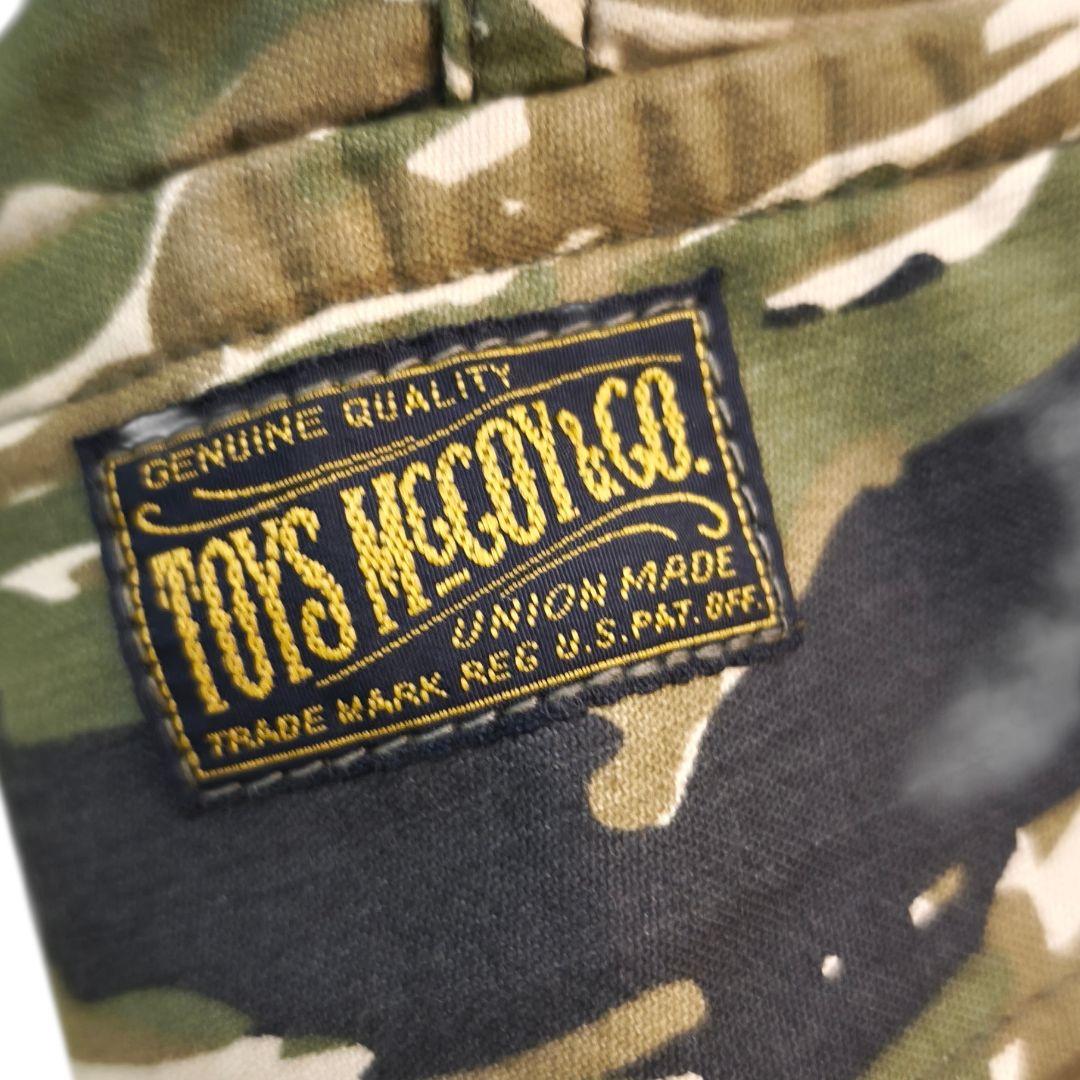 GENUINE QUALITY
TOYS McCOY & CO.
UNION MADE
TRADE MARK REG U.S. PAT. OFF.